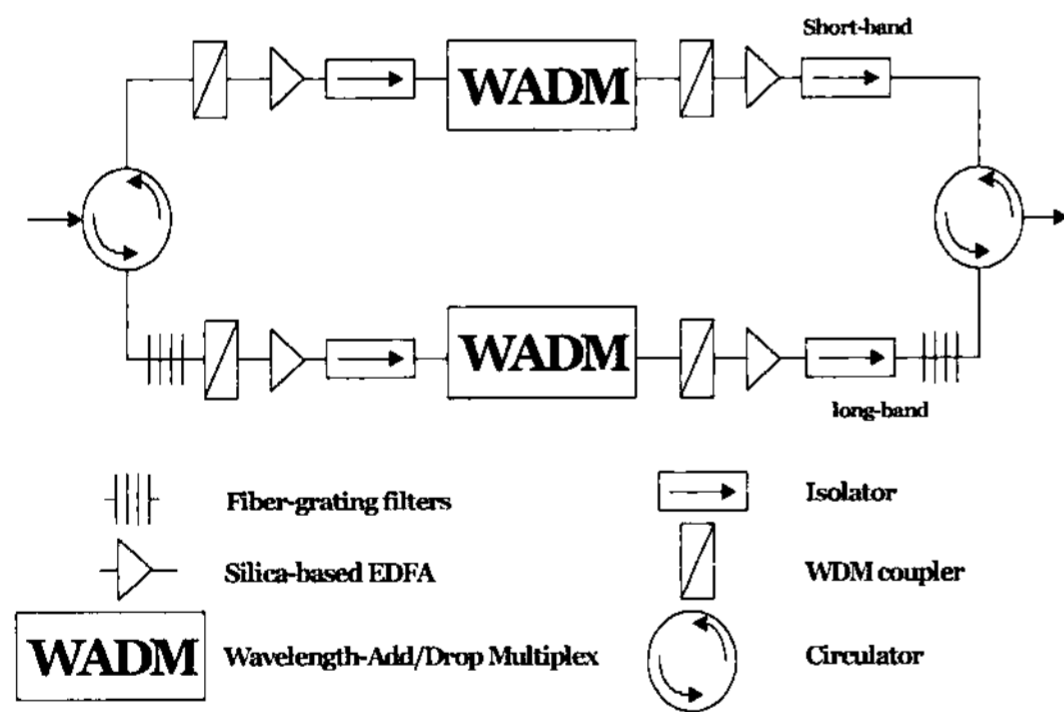 Short-band
WADM
WADM
long-band
Fiber-grating filters
Isolator
Silica-based EDFA
WDM coupler
WADM
Wavelength-Add/Drop Multiplex
Circulator